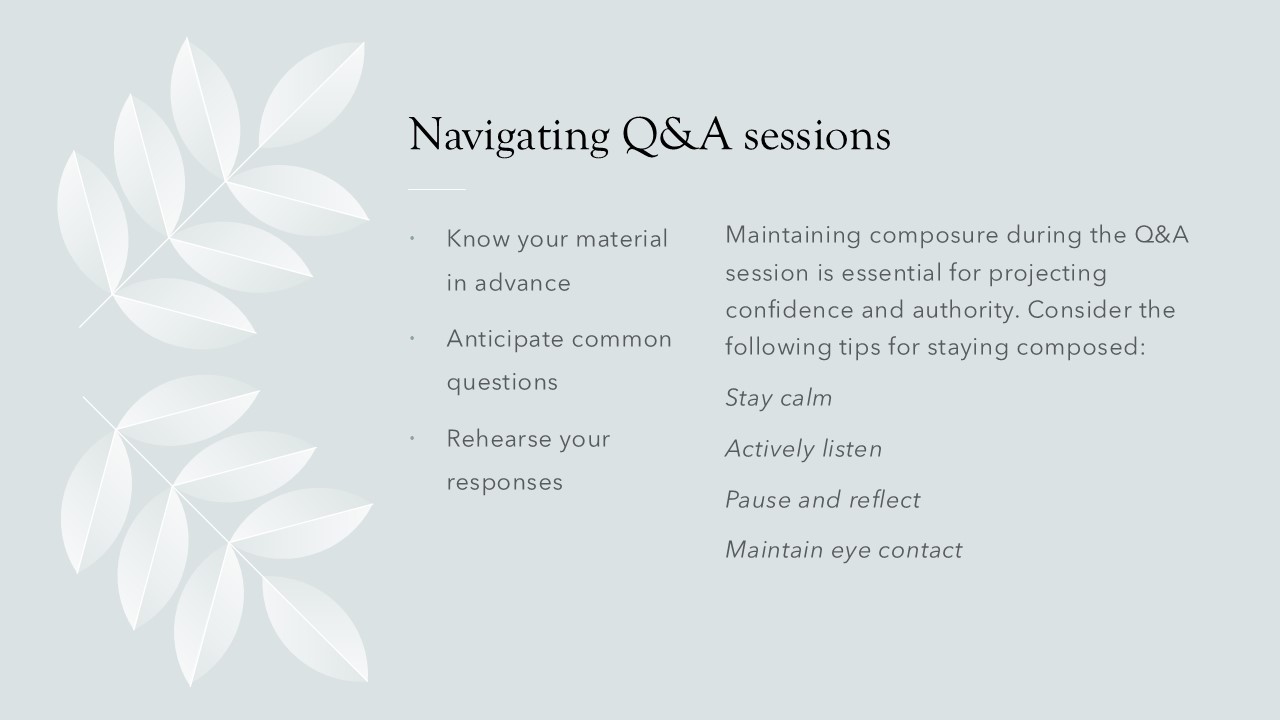 Navigating Q&A sessions
• Know your material
in advance
• Anticipate common
questions
• Rehearse your
responses
Maintaining composure during the Q&A
session is essential for projecting
confidence and authority. Consider the
following tips for staying composed:
Stay calm
Actively listen
Pause and reflect
Maintain eye contact